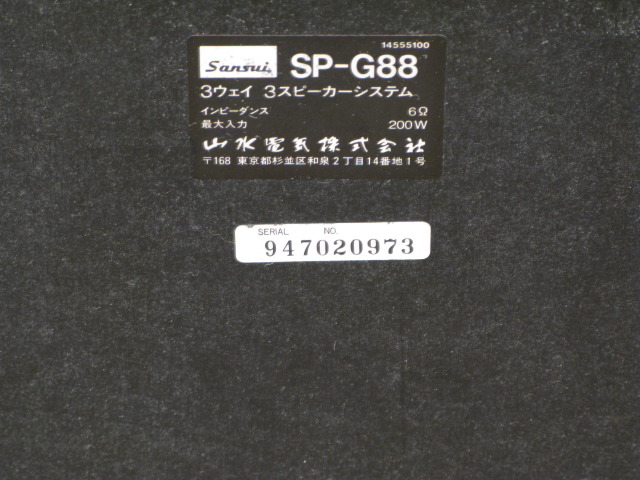 14555100
Sansui SP-G88
3ウェイ 3スピーカーシステム
インピーダンス 6Ω
最大入力 200W
山水電気株式会社
〒168 東京都杉並区和泉2丁目14番地1号
SERIAL NO.
947020973